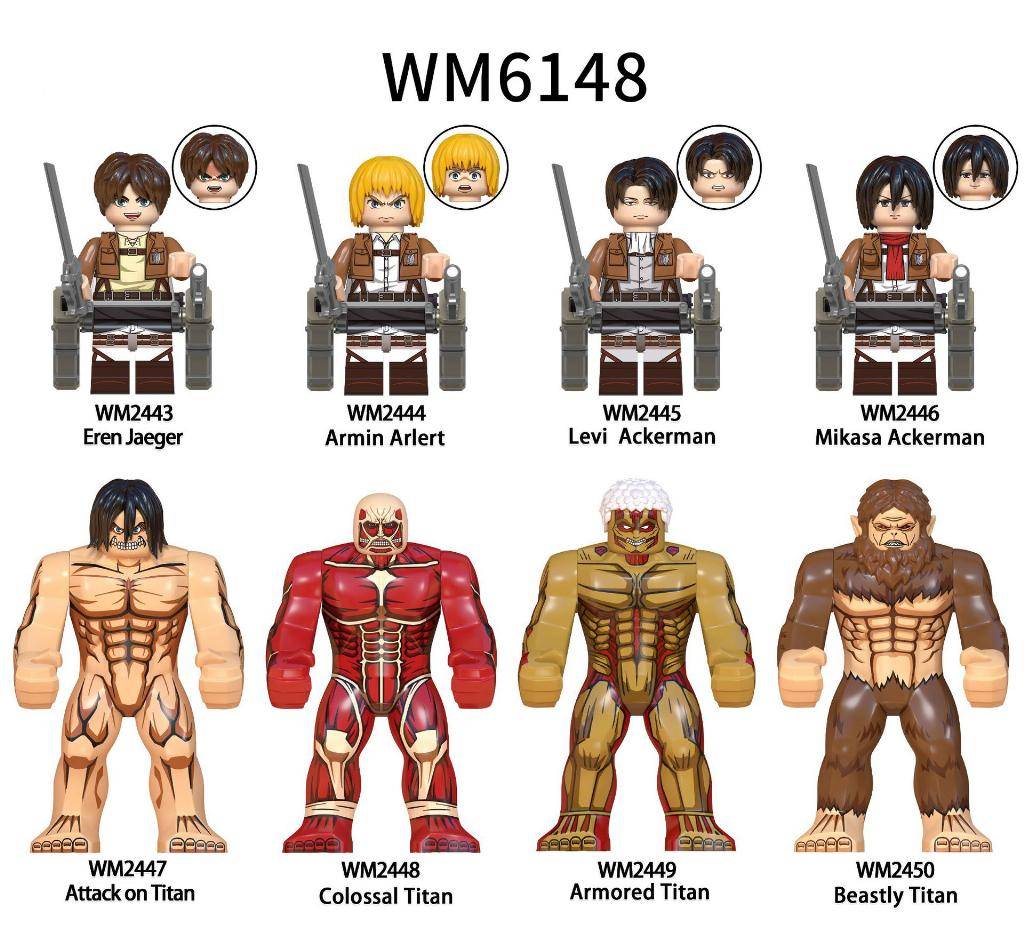 WM6148
WM2443
Eren Jaeger
WM2444
Armin Arlert
WM2445
Levi Ackerman
WM2446
Mikasa Ackerman
WM2447
Attack on Titan
WM2448
Colossal Titan
WM2449
Armored Titan
WM2450
Beastly Titan